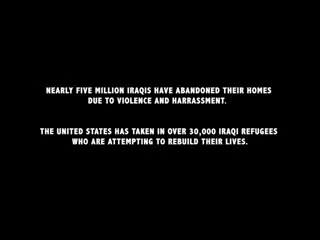 NEARLY FIVE MILLION IRAQIS HAVE ABANDONED THEIR HOMES
DUE TO VIOLENCE AND HARRASSMENT.
THE UNITED STATES HAS TAKEN IN OVER 30,000 IRAQI REFUGEES
WHO ARE ATTEMPTING TO REBUILD THEIR LIVES.